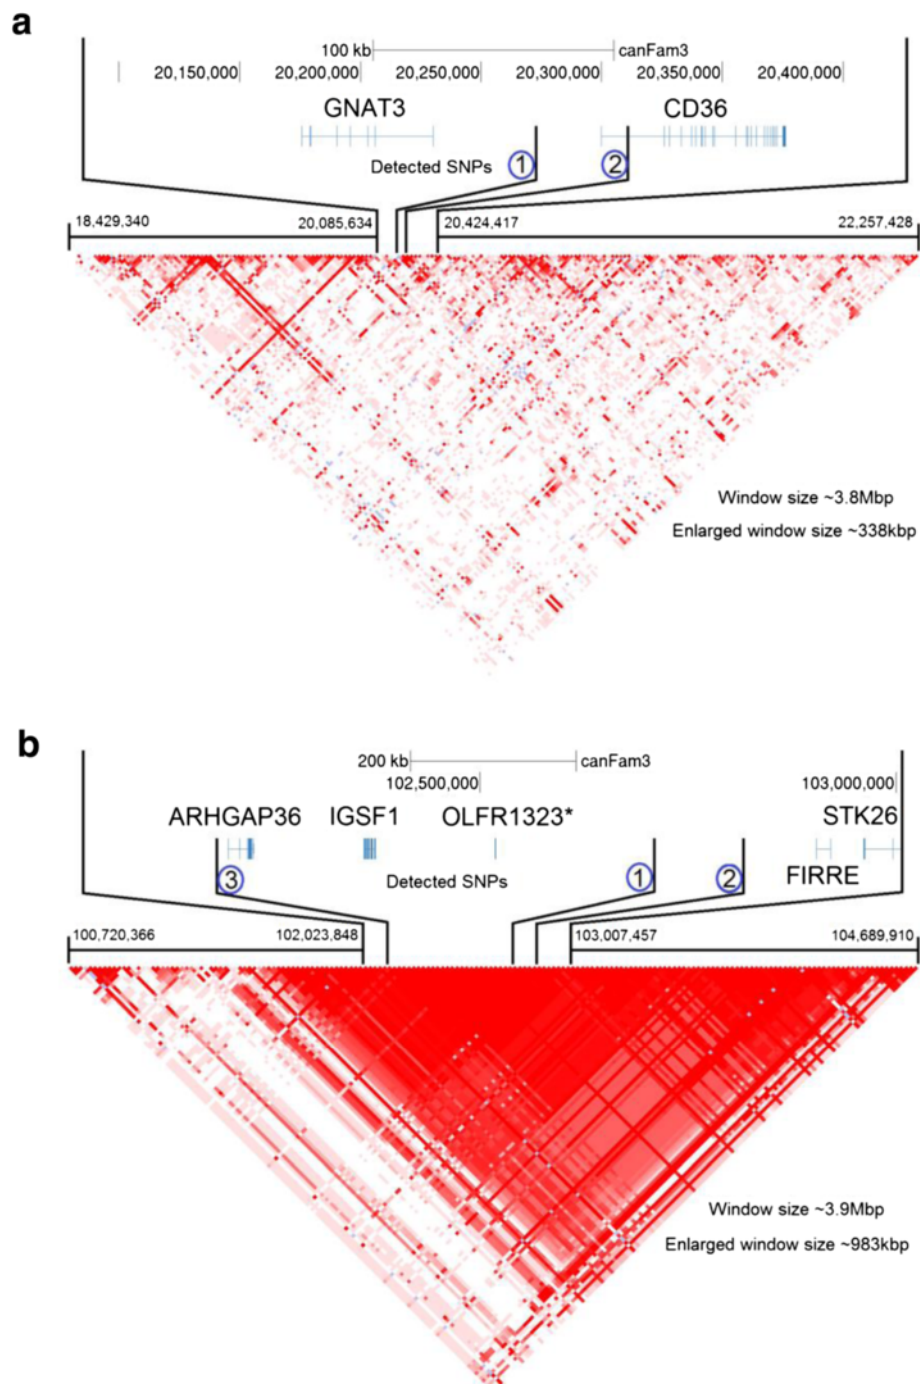 a
100 kb canFam3
20,150,000 20,200,000 20,250,000 20,300,000 20,350,000 20,400,000
GNAT3 CD36
Detected SNPs 1 2
18,429,340 20,085,634 20,424,417 22,257,428
Window size ~3.8Mbp
Enlarged window size ~338kbp
b
200 kb canFam3
102,500,000 103,000,000
ARHGAP36 IGSF1 OLFR1323* STK26
3 Detected SNPs 1 2 FIRRE
100,720,366 102,023,848 103,007,457 104,689,910
Window size ~3.9Mbp
Enlarged window size ~983kbp